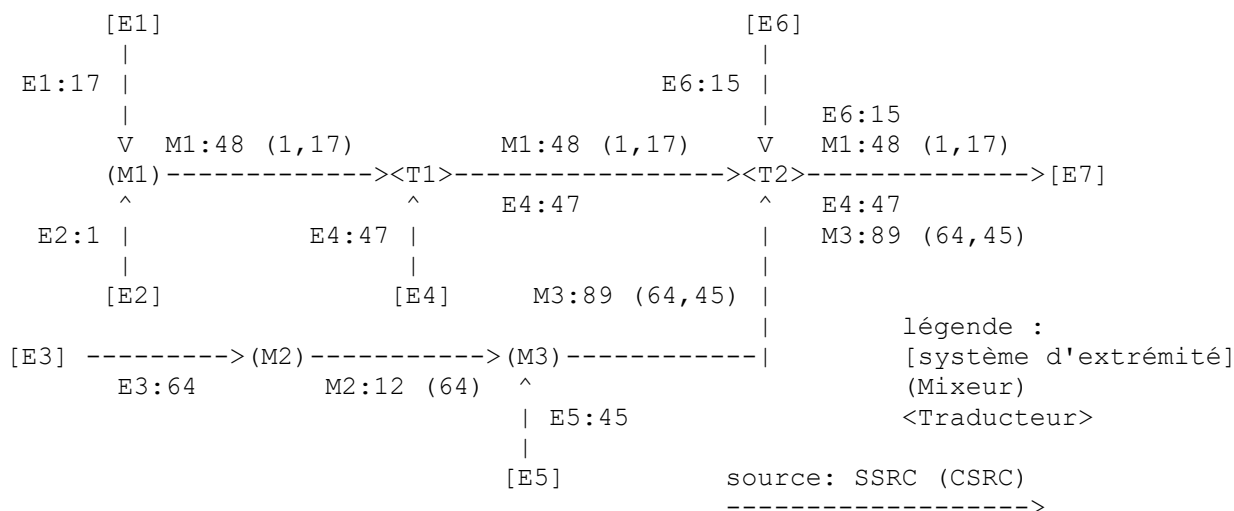 [E1]                                    [E6]
 |                                       |
E1:17 |                           E6:15 |
 |                                       |   E6:15
 V  M1:48 (1,17)         M1:48 (1,17)    V   M1:48 (1,17)
(M1)-------------><T1>-----------------><T2>-------------->[E7]
 ^                 ^     E4:47           ^   E4:47
E2:1 |           E4:47 |                 |   M3:89 (64,45)
 |                 |                     |
[E2]              [E4]     M3:89 (64,45) |
 |        légende :
[E3] --------->(M2)----------->(M3)------------|        [système d'extrémité]
E3:64        M2:12 (64)  ^                 (Mixeur)
| E5:45             <Traducteur>
|
[E5]          source: SSRC (CSRC)
------------------->